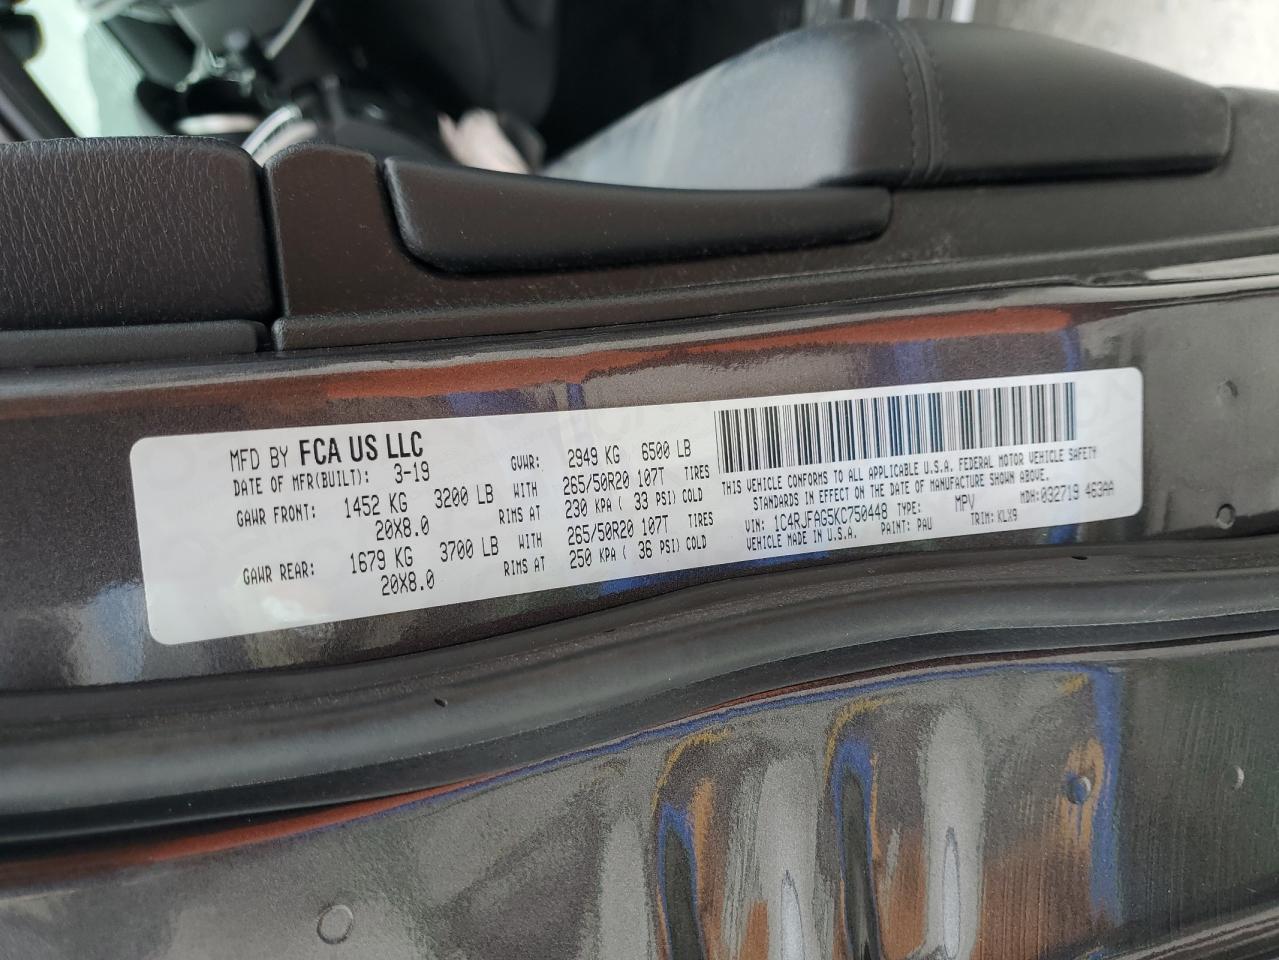 MFD BY FCA US LLC
DATE OF MFR(BUILT): 3-19 GVWR: 2949 KG 6500 LB
GAWR FRONT: 1452 KG 3200 LB WITH 265/50R20 107T TIRES
20X8.0 RIMS AT 230 KPA ( 33 PSI) COLD
GAWR REAR: 1679 KG 3700 LB WITH 265/50R20 107T TIRES
20X8.0 RIMS AT 250 KPA ( 36 PSI) COLD
THIS VEHICLE CONFORMS TO ALL APPLICABLE U.S.A. FEDERAL MOTOR VEHICLE SAFETY
STANDARDS IN EFFECT ON THE DATE OF MANUFACTURE SHOWN ABOVE.
VIN: 1C4RJFAG5KC750448 TYPE: MPV MDH:032719 463AA
VEHICLE MADE IN U.S.A. PAINT: PAU TRIM: KLX9